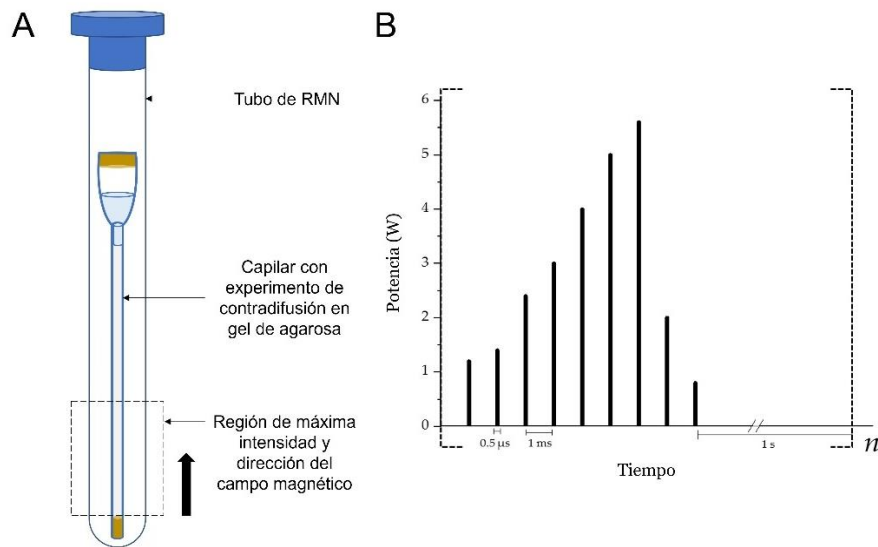 A
Tubo de RMN
Capilar con
experimento de
contradifusión en
gel de agarosa
Región de máxima
intensidad y
dirección del
campo magnético
B
Potencia (W)
6
5
4
3
2
1
0
0.5 μs
1 ms
1 s
n
Tiempo